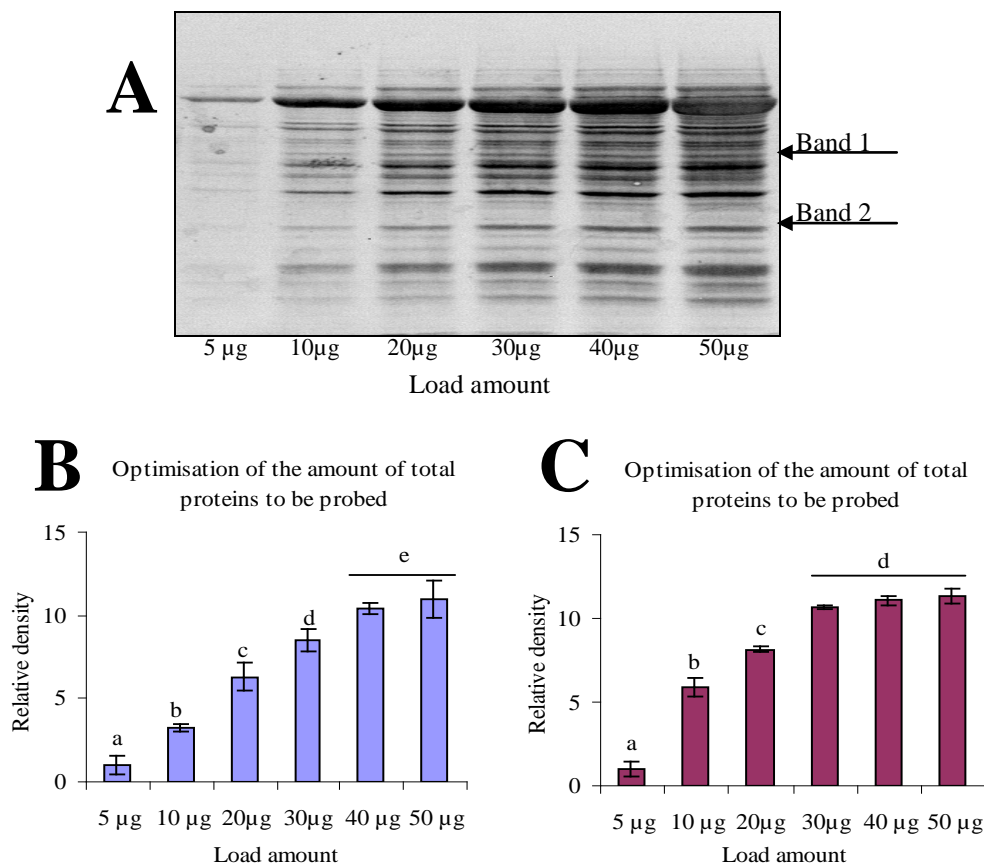 A
Band 1
Band 2
5 µg 10µg 20µg 30µg 40µg 50µg
Load amount
B
Optimisation of the amount of total
proteins to be probed
15
10
5
0
Relative density
a
b
c
d
e
5 µg 10 µg 20µg 30µg 40 µg 50 µg
Load amount
C
Optimisation of the amount of total
proteins to be probed
15
10
5
0
Relative density
a
b
c
d
5 µg 10 µg 20µg 30µg 40 µg 50 µg
Load amount